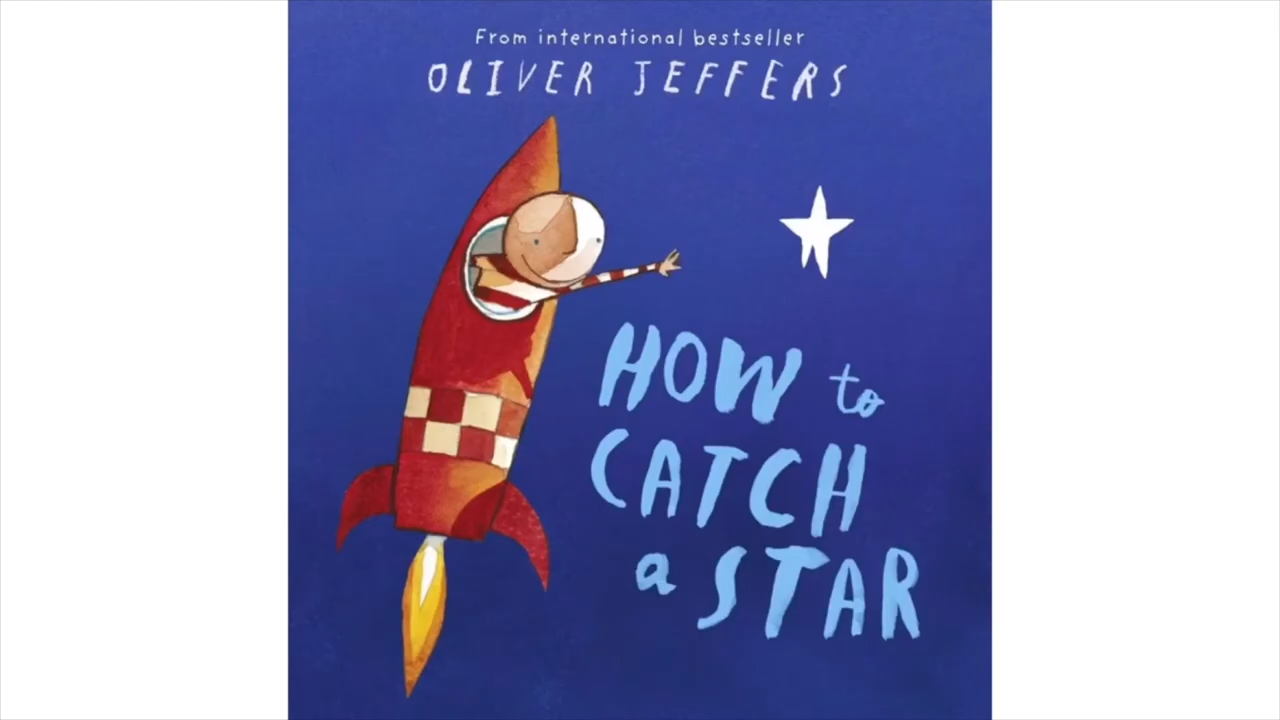 From international bestseller
OLIVER JEFFERS
HOW to
CATCH
a STAR